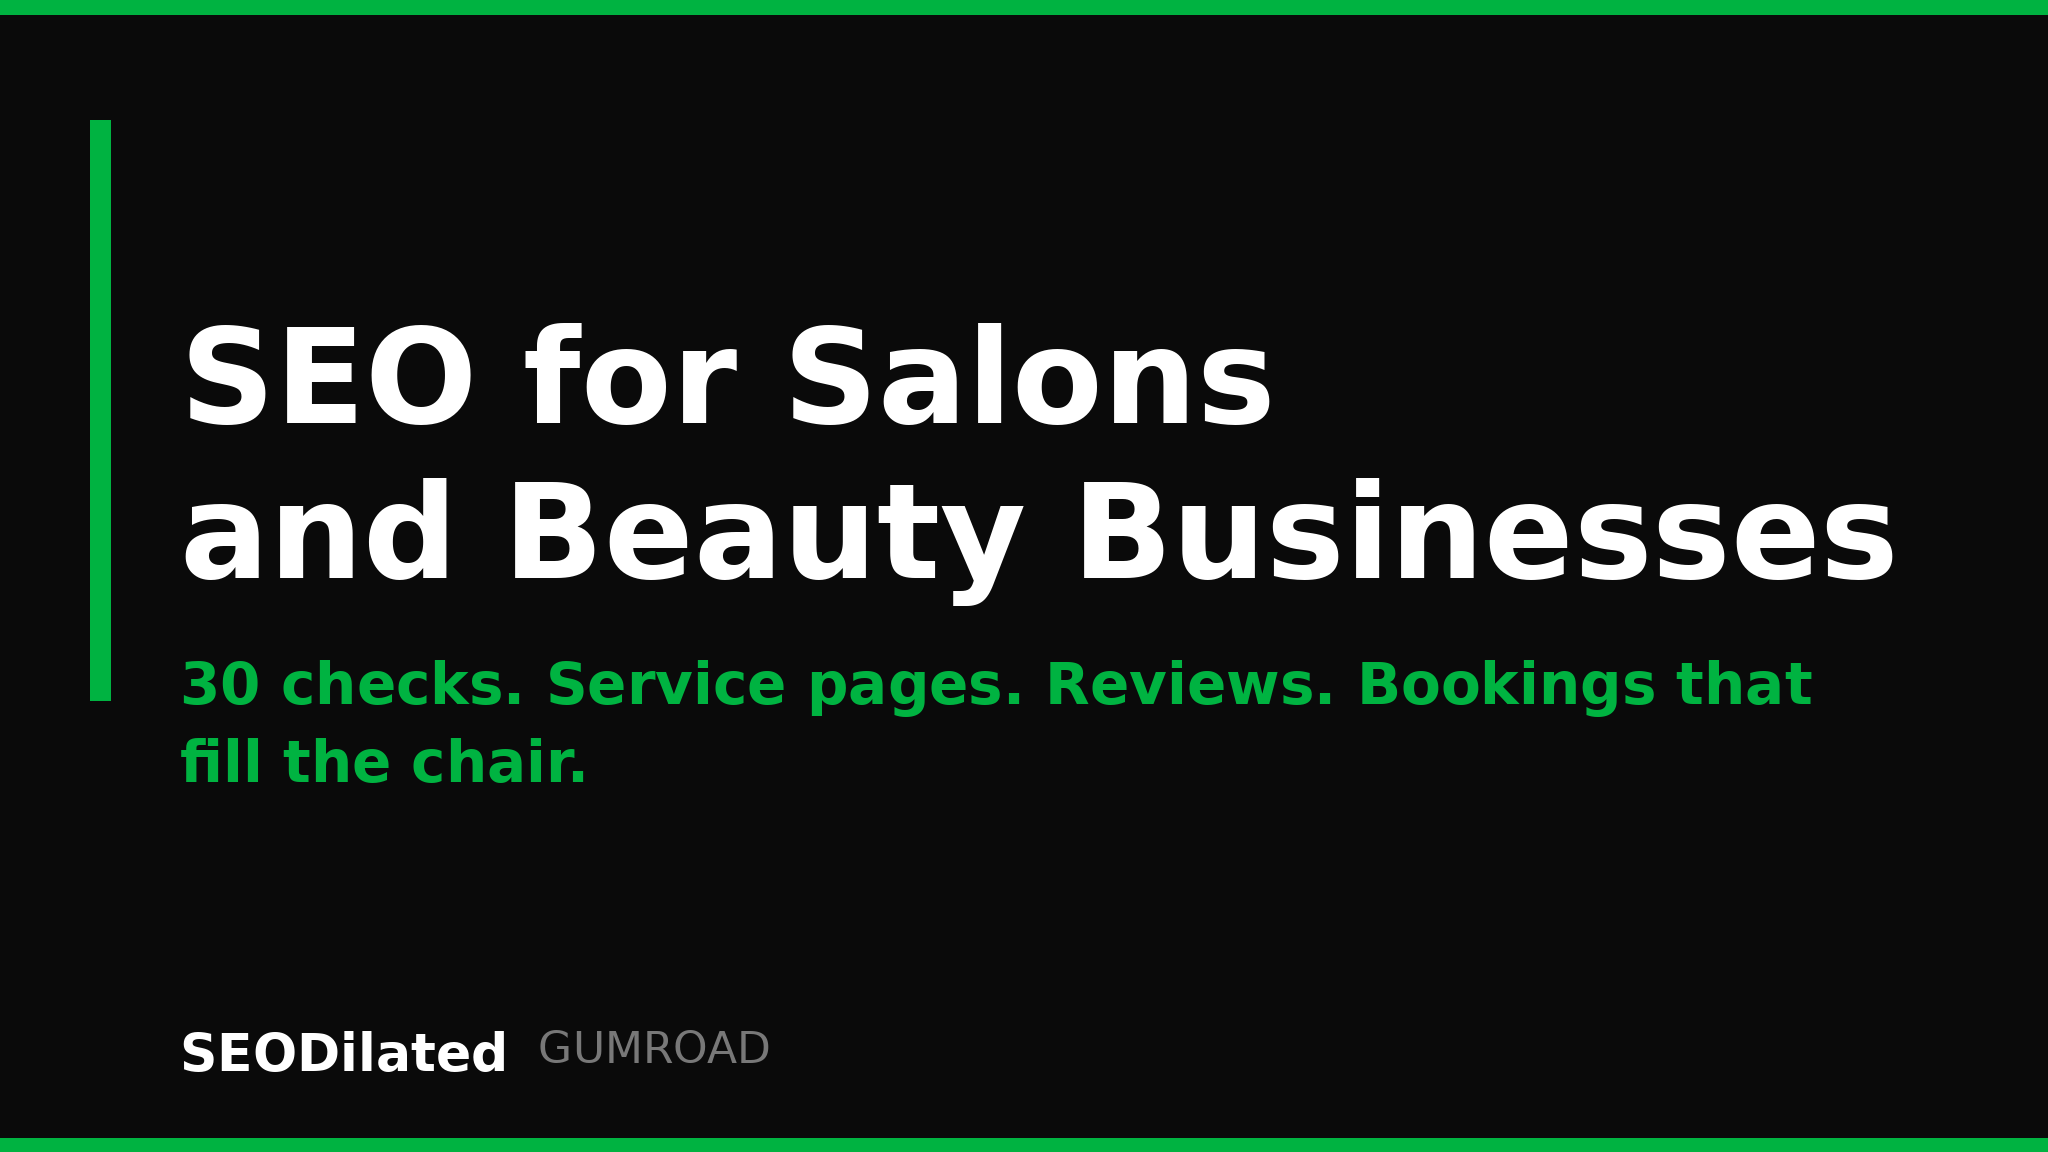 SEO for Salons
and Beauty Businesses
30 checks. Service pages. Reviews. Bookings that
fill the chair.
SEODilated GUMROAD